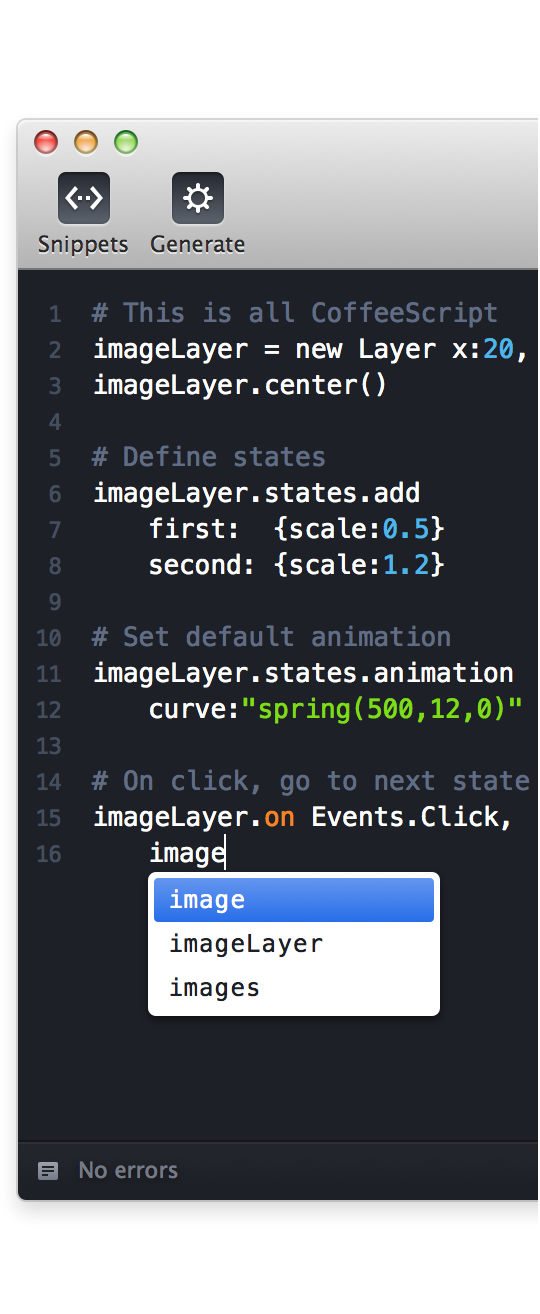 Snippets Generate
1 # This is all CoffeeScript
2 imageLayer = new Layer x:20,
3 imageLayer.center()
4
5 # Define states
6 imageLayer.states.add
7 first:  {scale:0.5}
8 second: {scale:1.2}
9
10 # Set default animation
11 imageLayer.states.animation
12 curve:"spring(500,12,0)"
13
14 # On click, go to next state
15 imageLayer.on Events.Click,
16 image
image
imageLayer
images
No errors